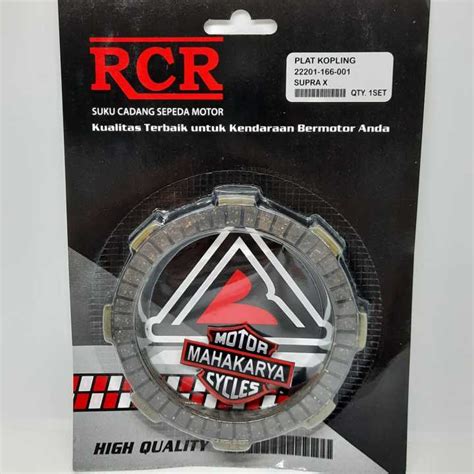 RCR
SUKU CADANG SEPEDA MOTOR
Kualitas Terbaik untuk Kendaraan Bermotor Anda
PLAT KOPLING
22201-166-001
SUPRA X
QTY. 1SET
MOTOR
MAHAKARYA
CYCLES
HIGH QUALITY